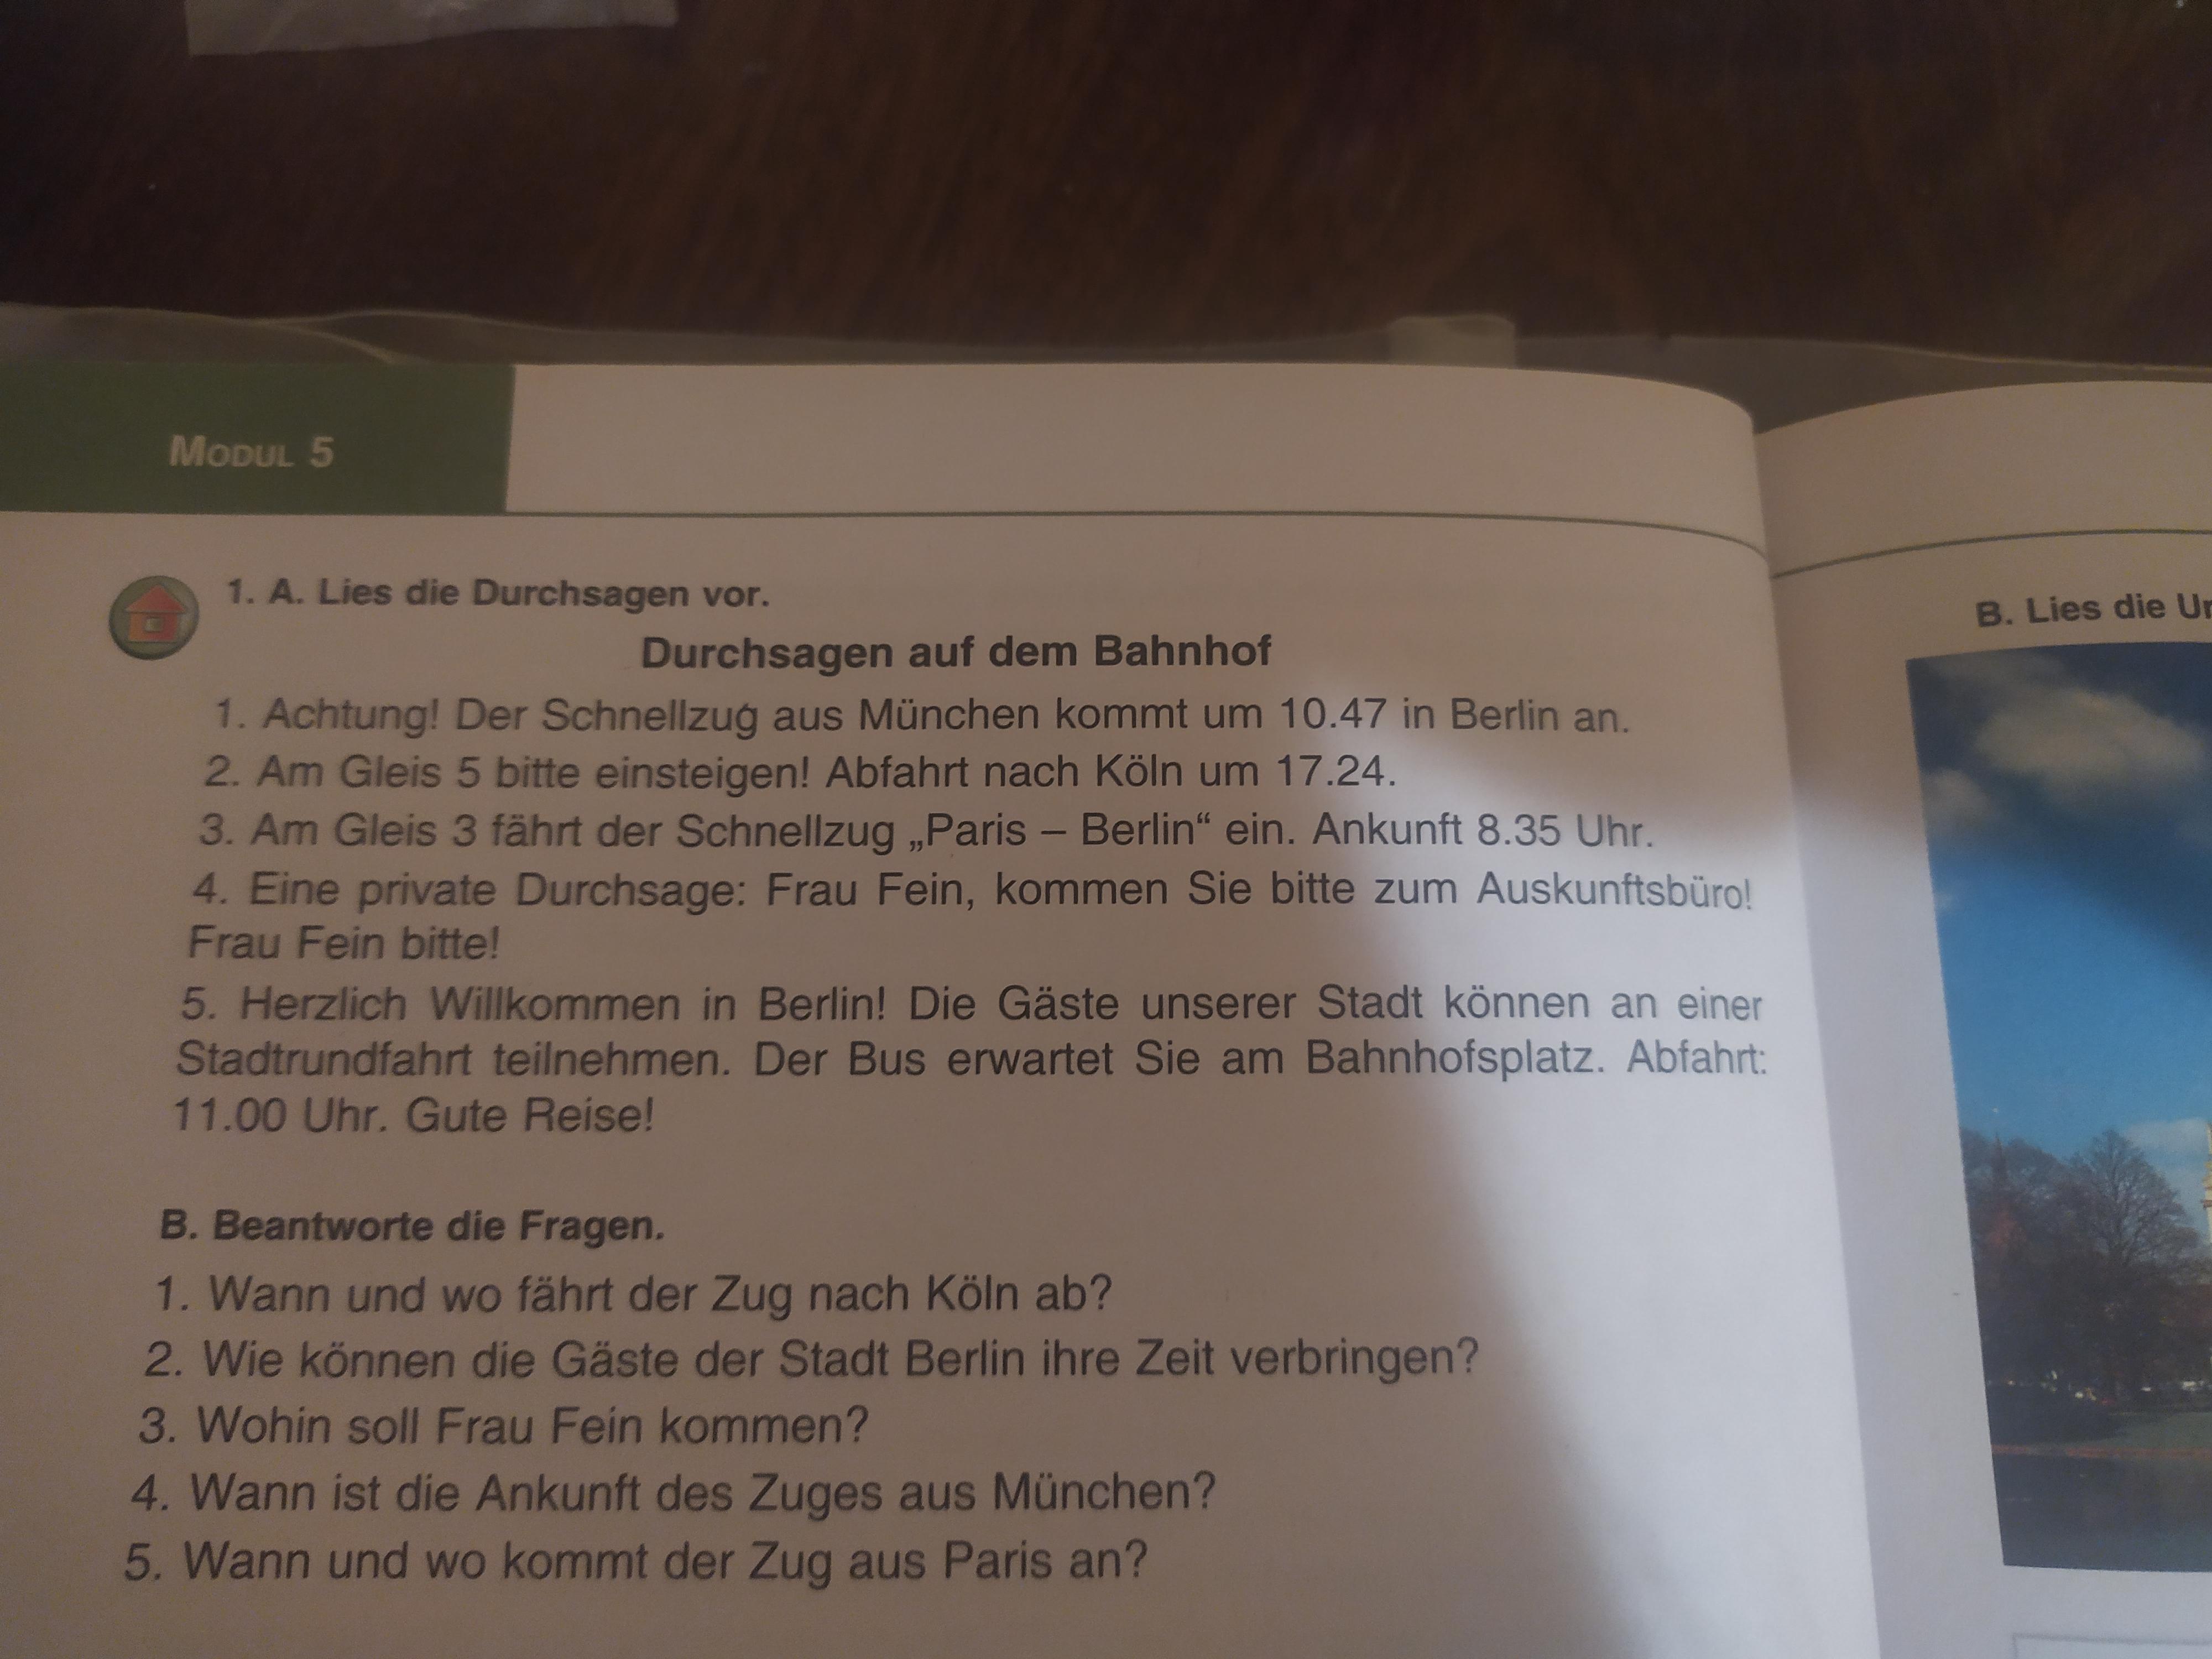 MODUL 5
1. A. Lies die Durchsagen vor.
Durchsagen auf dem Bahnhof
1. Achtung! Der Schnellzug aus München kommt um 10.47 in Berlin an.
2. Am Gleis 5 bitte einsteigen! Abfahrt nach Köln um 17.24.
3. Am Gleis 3 fährt der Schnellzug „Paris – Berlin“ ein. Ankunft 8.35 Uhr.
4. Eine private Durchsage: Frau Fein, kommen Sie bitte zum Auskunftsbüro!
Frau Fein bitte!
5. Herzlich Willkommen in Berlin! Die Gäste unserer Stadt können an einer
Stadtrundfahrt teilnehmen. Der Bus erwartet Sie am Bahnhofsplatz. Abfahrt:
11.00 Uhr. Gute Reise!
B. Beantworte die Fragen.
1. Wann und wo fährt der Zug nach Köln ab?
2. Wie können die Gäste der Stadt Berlin ihre Zeit verbringen?
3. Wohin soll Frau Fein kommen?
4. Wann ist die Ankunft des Zuges aus München?
5. Wann und wo kommt der Zug aus Paris an?
B. Lies die